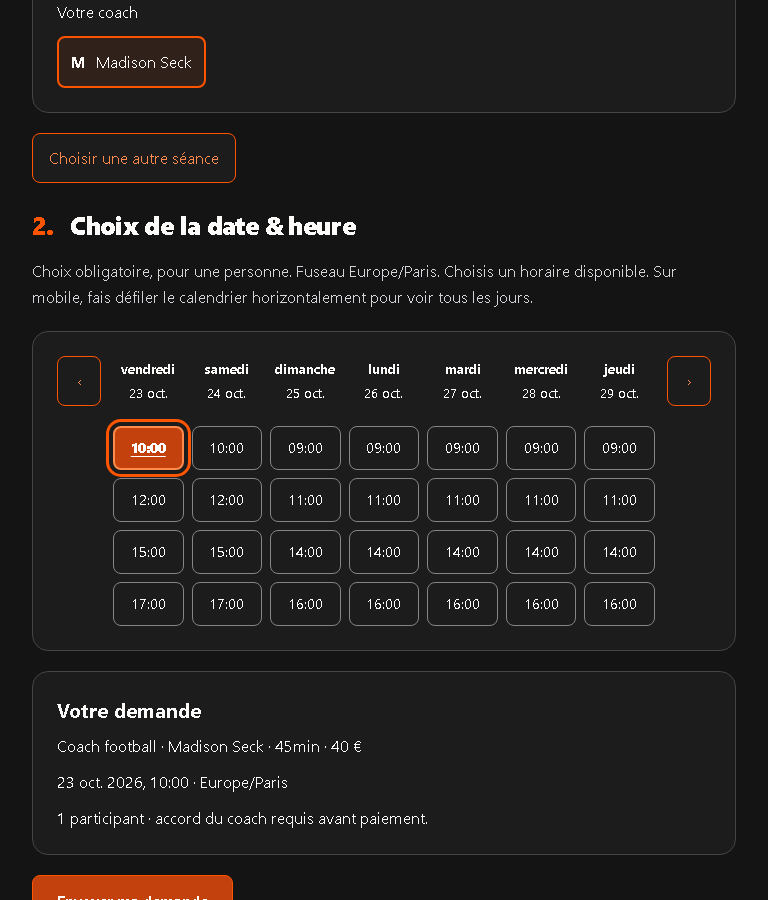 Votre coach
M Madison Seck
Choisir une autre séance
2. Choix de la date & heure
Choix obligatoire, pour une personne. Fuseau Europe/Paris. Choisis un horaire disponible. Sur
mobile, fais défiler le calendrier horizontalement pour voir tous les jours.
‹ vendredi samedi dimanche lundi mardi mercredi jeudi ›
23 oct. 24 oct. 25 oct. 26 oct. 27 oct. 28 oct. 29 oct.
10:00 10:00 09:00 09:00 09:00 09:00 09:00
12:00 12:00 11:00 11:00 11:00 11:00 11:00
15:00 15:00 14:00 14:00 14:00 14:00 14:00
17:00 17:00 16:00 16:00 16:00 16:00 16:00
Votre demande
Coach football · Madison Seck · 45min · 40 €
23 oct. 2026, 10:00 · Europe/Paris
1 participant · accord du coach requis avant paiement.
Envoyer ma demande